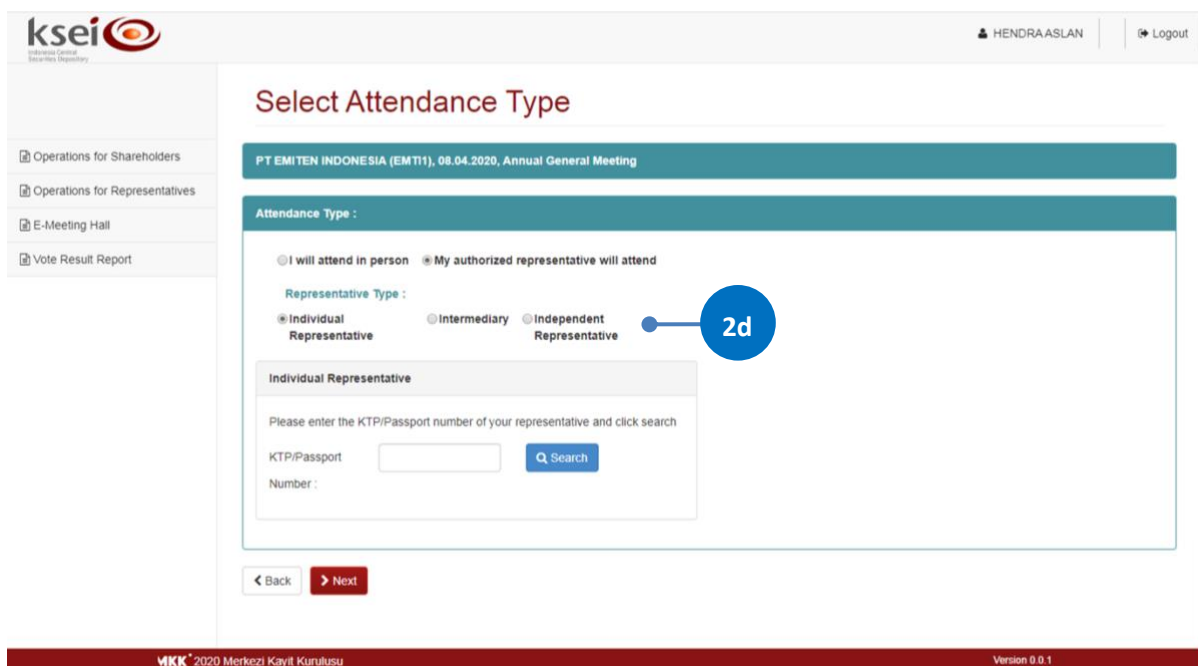 ksei
Indonesia Central
Securities Depository
HENDRA ASLAN
Logout
Select Attendance Type
Operations for Shareholders
Operations for Representatives
E-Meeting Hall
Vote Result Report
PT EMITEN INDONESIA (EMTI1), 08.04.2020, Annual General Meeting
Attendance Type :
I will attend in person My authorized representative will attend
Representative Type :
Individual Representative
Intermediary
Independent Representative
2d
Individual Representative
Please enter the KTP/Passport number of your representative and click search
KTP/Passport
Number :
Search
Back
Next
MKK 2020 Merkezi Kayit Kurulusu
Version 0.0.1